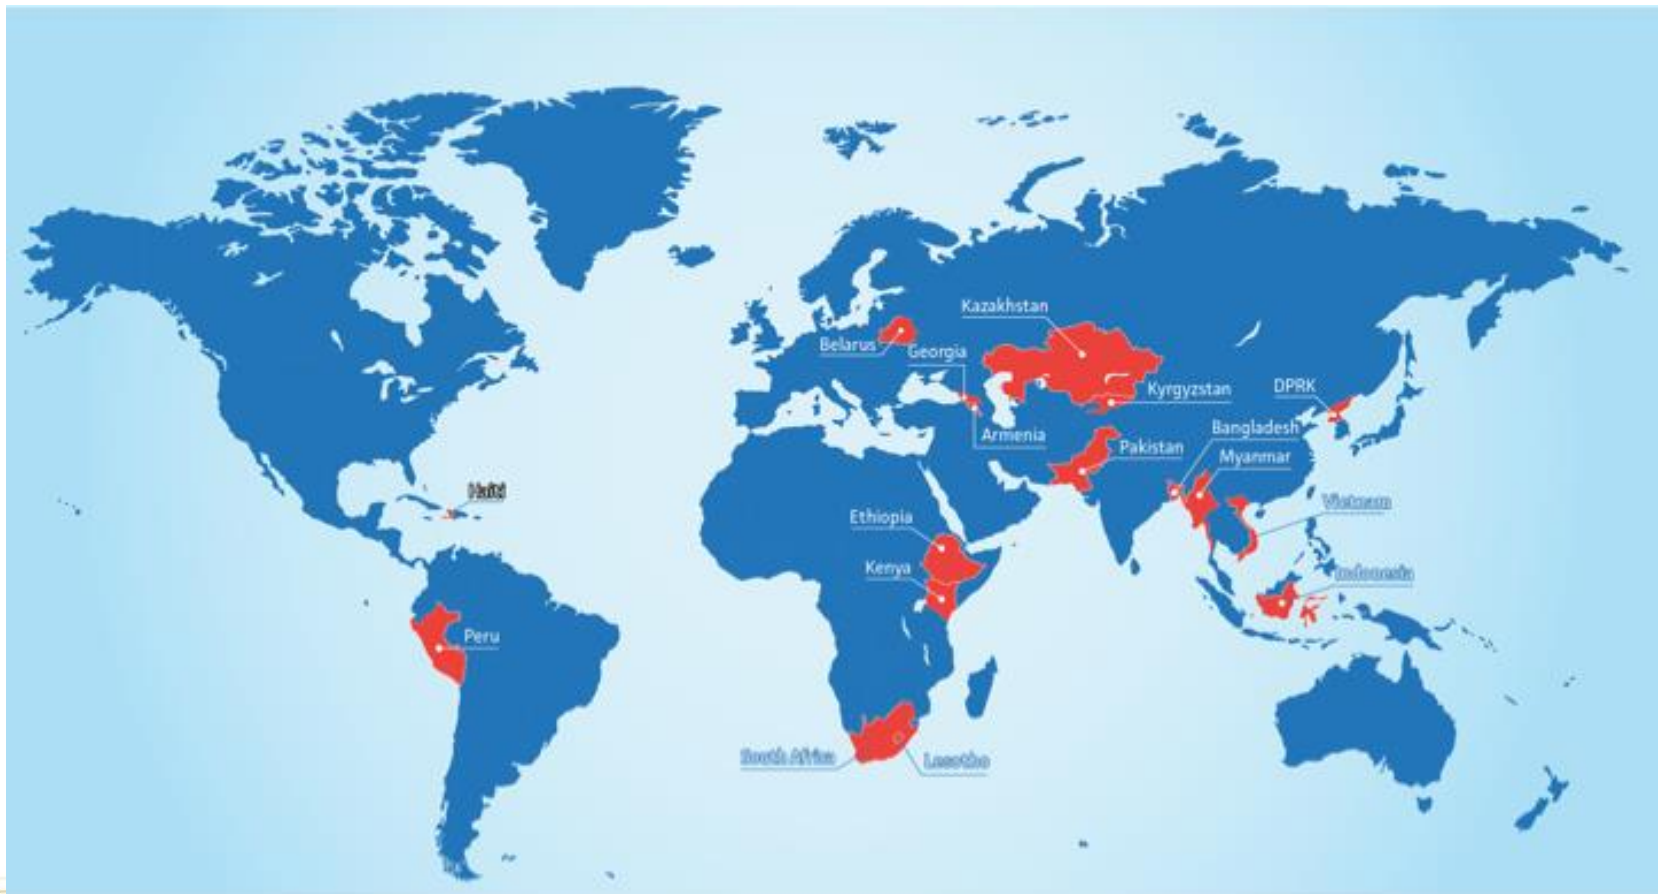 Kazakhstan
Belarus
Georgia
Kyrgyzstan
DPRK
Bangladesh
Armenia
Pakistan
Myanmar
Haiti
Vietnam
Ethiopia
Kenya
Indonesia
Peru
South Africa
Lesotho